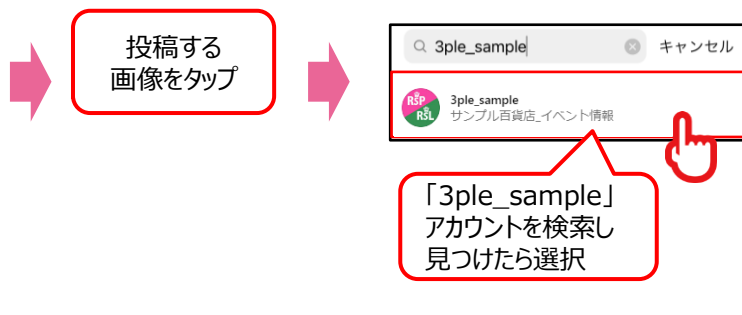 投稿する
画像をタップ
3ple_sample
キャンセル
RSP
RSL
3ple_sample
サンプル百貨店_イベント情報
「3ple_sample」
アカウントを検索し
見つけたら選択